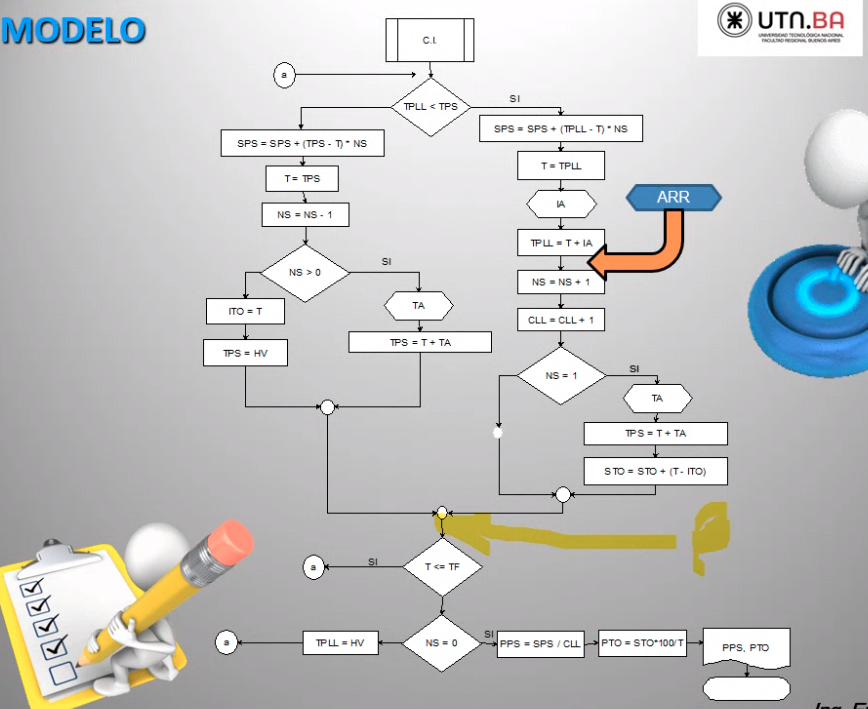 MODELO
UTN.BA
UNIVERSIDAD TECNOLÓGICA NACIONAL
FACULTAD REGIONAL BUENOS AIRES
C.I.
a
TPLL < TPS
SI
SPS = SPS + (TPS - T) * NS
SPS = SPS + (TPLL - T) * NS
T = TPS
T = TPLL
NS = NS - 1
IA
ARR
TPLL = T + IA
NS > 0
SI
NS = NS + 1
ITO = T
TA
CLL = CLL + 1
TPS = HV
TPS = T + TA
NS = 1
SI
TA
TPS = T + TA
STO = STO + (T - ITO)
P
a
SI
T <= TF
a
TPLL = HV
NS = 0
SI
PPS = SPS / CLL
PTO = STO*100/T
PPS, PTO